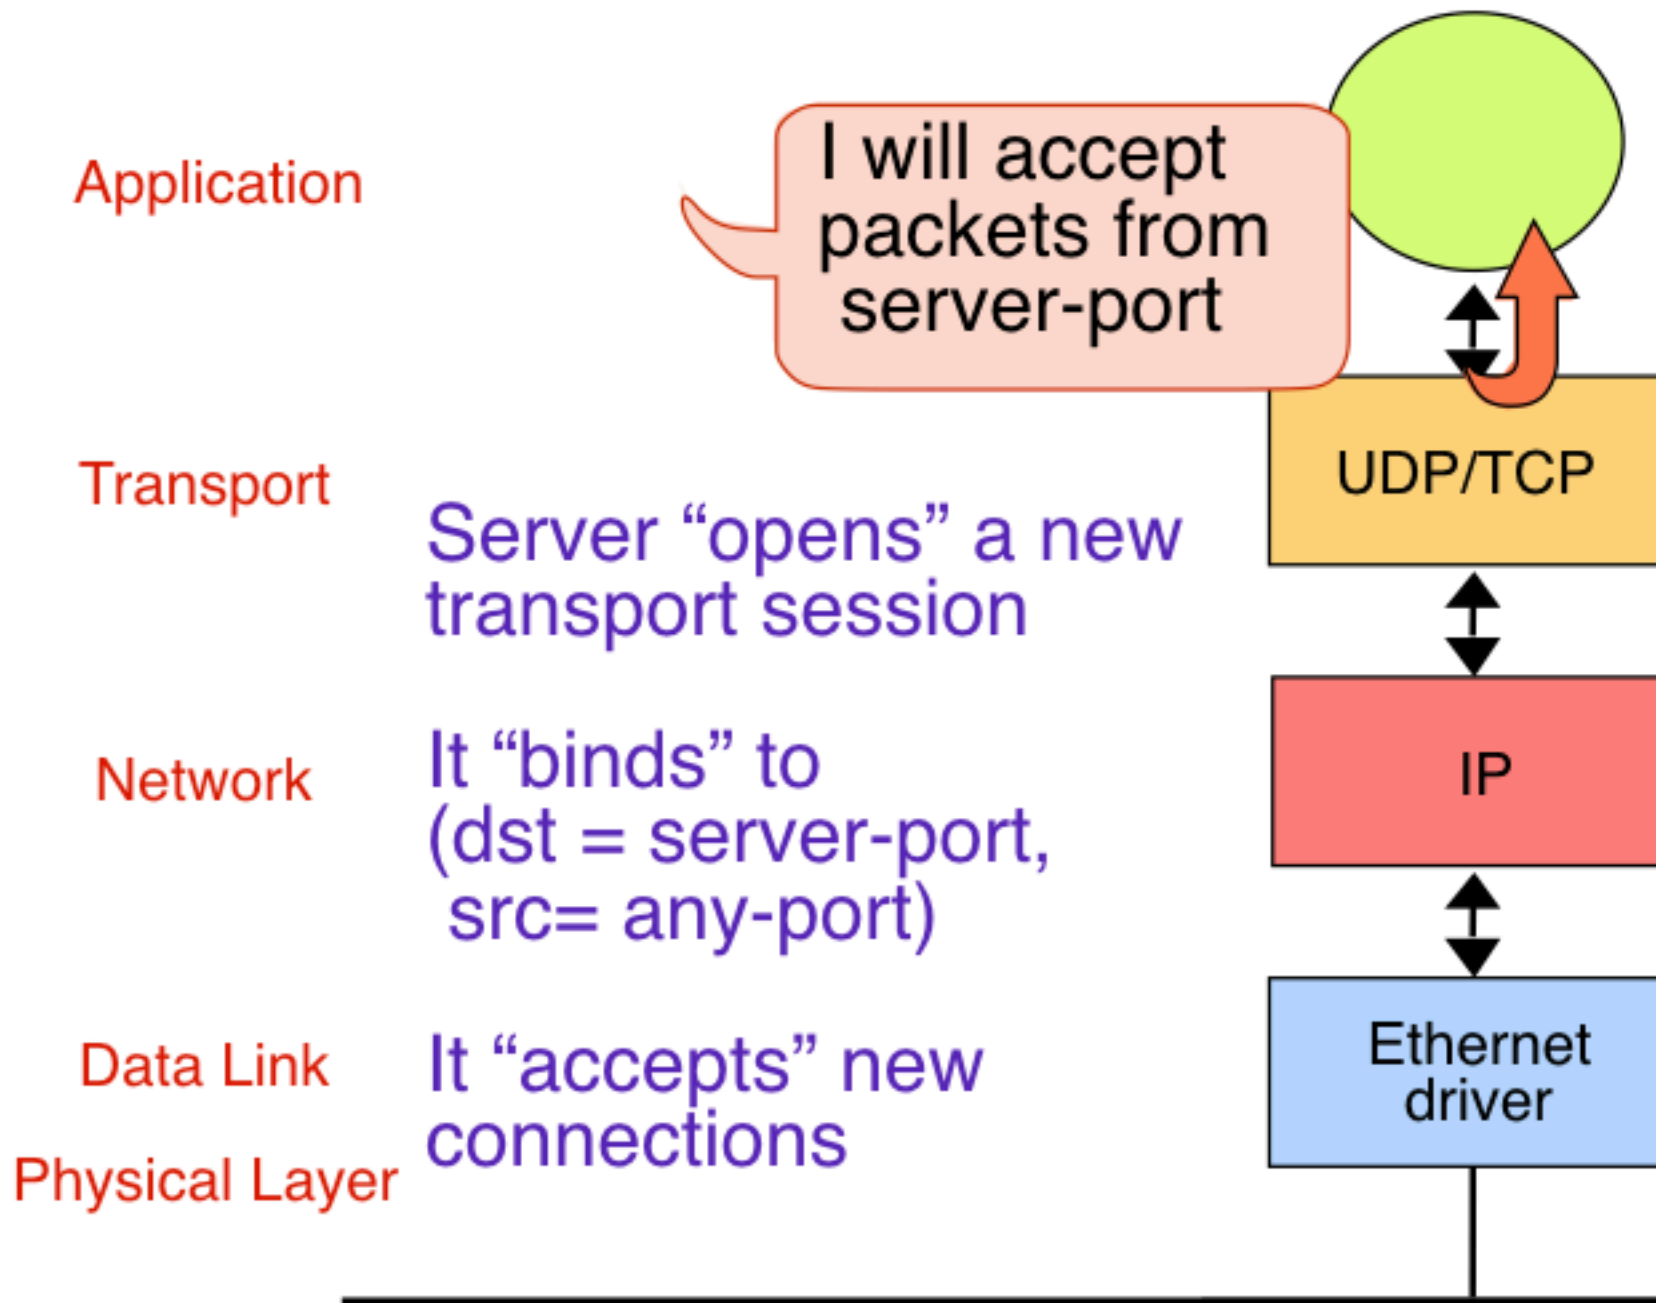 Application
I will accept
packets from
server-port
Transport
UDP/TCP
Server “opens” a new
transport session
Network
It “binds” to
(dst = server-port,
src= any-port)
IP
Data Link
It “accepts” new
connections
Ethernet
driver
Physical Layer